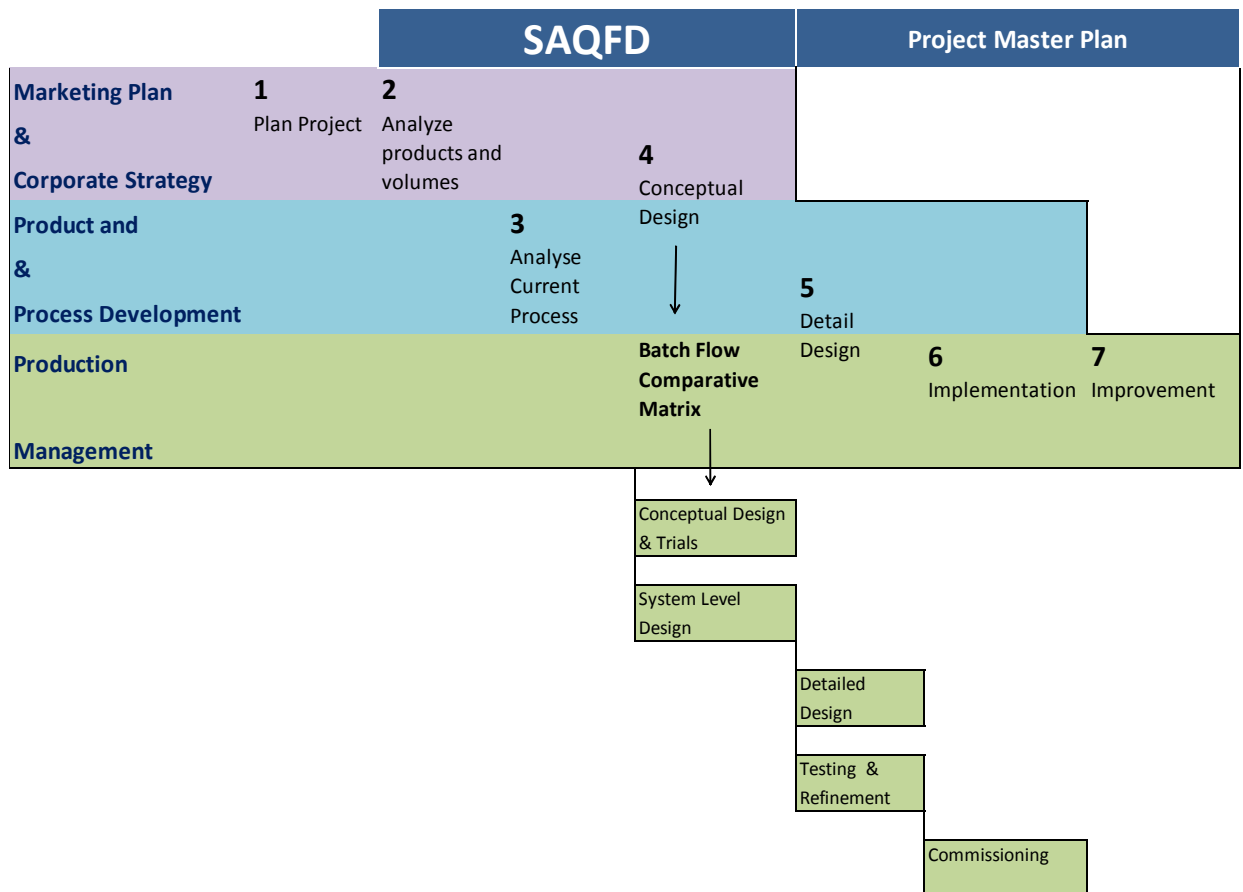 SAQFD
Project Master Plan
Marketing Plan
&
Corporate Strategy
1
Plan Project
2
Analyze
products and
volumes
4
Conceptual
Design
Product and
&
Process Development
3
Analyse
Current
Process
5
Detail
Design
Production
Management
Batch Flow
Comparative
Matrix
6
Implementation
7
Improvement
Conceptual Design
& Trials
System Level
Design
Detailed
Design
Testing &
Refinement
Commissioning